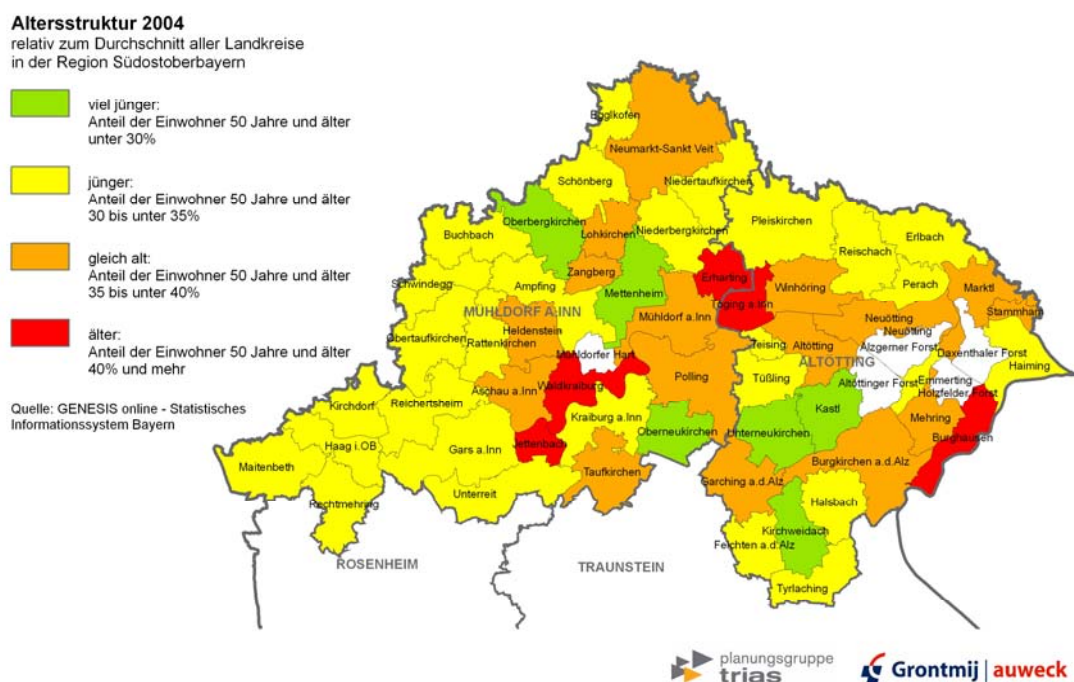 Altersstruktur 2004
relativ zum Durchschnitt aller Landkreise
in der Region Südostoberbayern
viel jünger:
Anteil der Einwohner 50 Jahre und älter
unter 30%
jünger:
Anteil der Einwohner 50 Jahre und älter
30 bis unter 35%
gleich alt:
Anteil der Einwohner 50 Jahre und älter
35 bis unter 40%
älter:
Anteil der Einwohner 50 Jahre und älter
40% und mehr
Quelle: GENESIS online - Statistisches
Informationssystem Bayern
Egglkofen
Neumarkt-Sankt Veit
Schönberg
Niedertaufkirchen
Oberbergkirchen
Pleiskirchen
Buchbach
Lohkirchen
Niederbergkirchen
Erlbach
Reischach
Zangberg
Erharting
Schwindegg
Ampfing
Winhöring
Perach
Marktl
Mettenheim
Töging a.Inn
Stammham
MÜHLDORF A.INN
Mühldorf a.Inn
Neuötting
Heldenstein
Neuötting
Obertaufkirchen
Rattenkirchen
Teising
Altötting
Alzgerner Forst
Daxenthaler Forst
Mühldorfer Hart
ALTÖTTING
Haiming
Polling
Tüßling
Altöttinger Forst
Emmerting
Aschau a.Inn
Waldkraiburg
Holzfelder Forst
Reichertsheim
Kastl
Kirchdorf
Kraiburg a.Inn
Mehring
Oberneukirchen
Unterneukirchen
Burghausen
Haag i.OB
Jettenbach
Gars a.Inn
Maitenbeth
Taufkirchen
Burgkirchen a.d.Alz
Garching a.d.Alz
Unterreit
Halsbach
Rechtmehring
Kirchweidach
Feichten a.d.Alz
ROSENHEIM
TRAUNSTEIN
Tyrlaching
planungsgruppe
trias
Grontmij | auweck